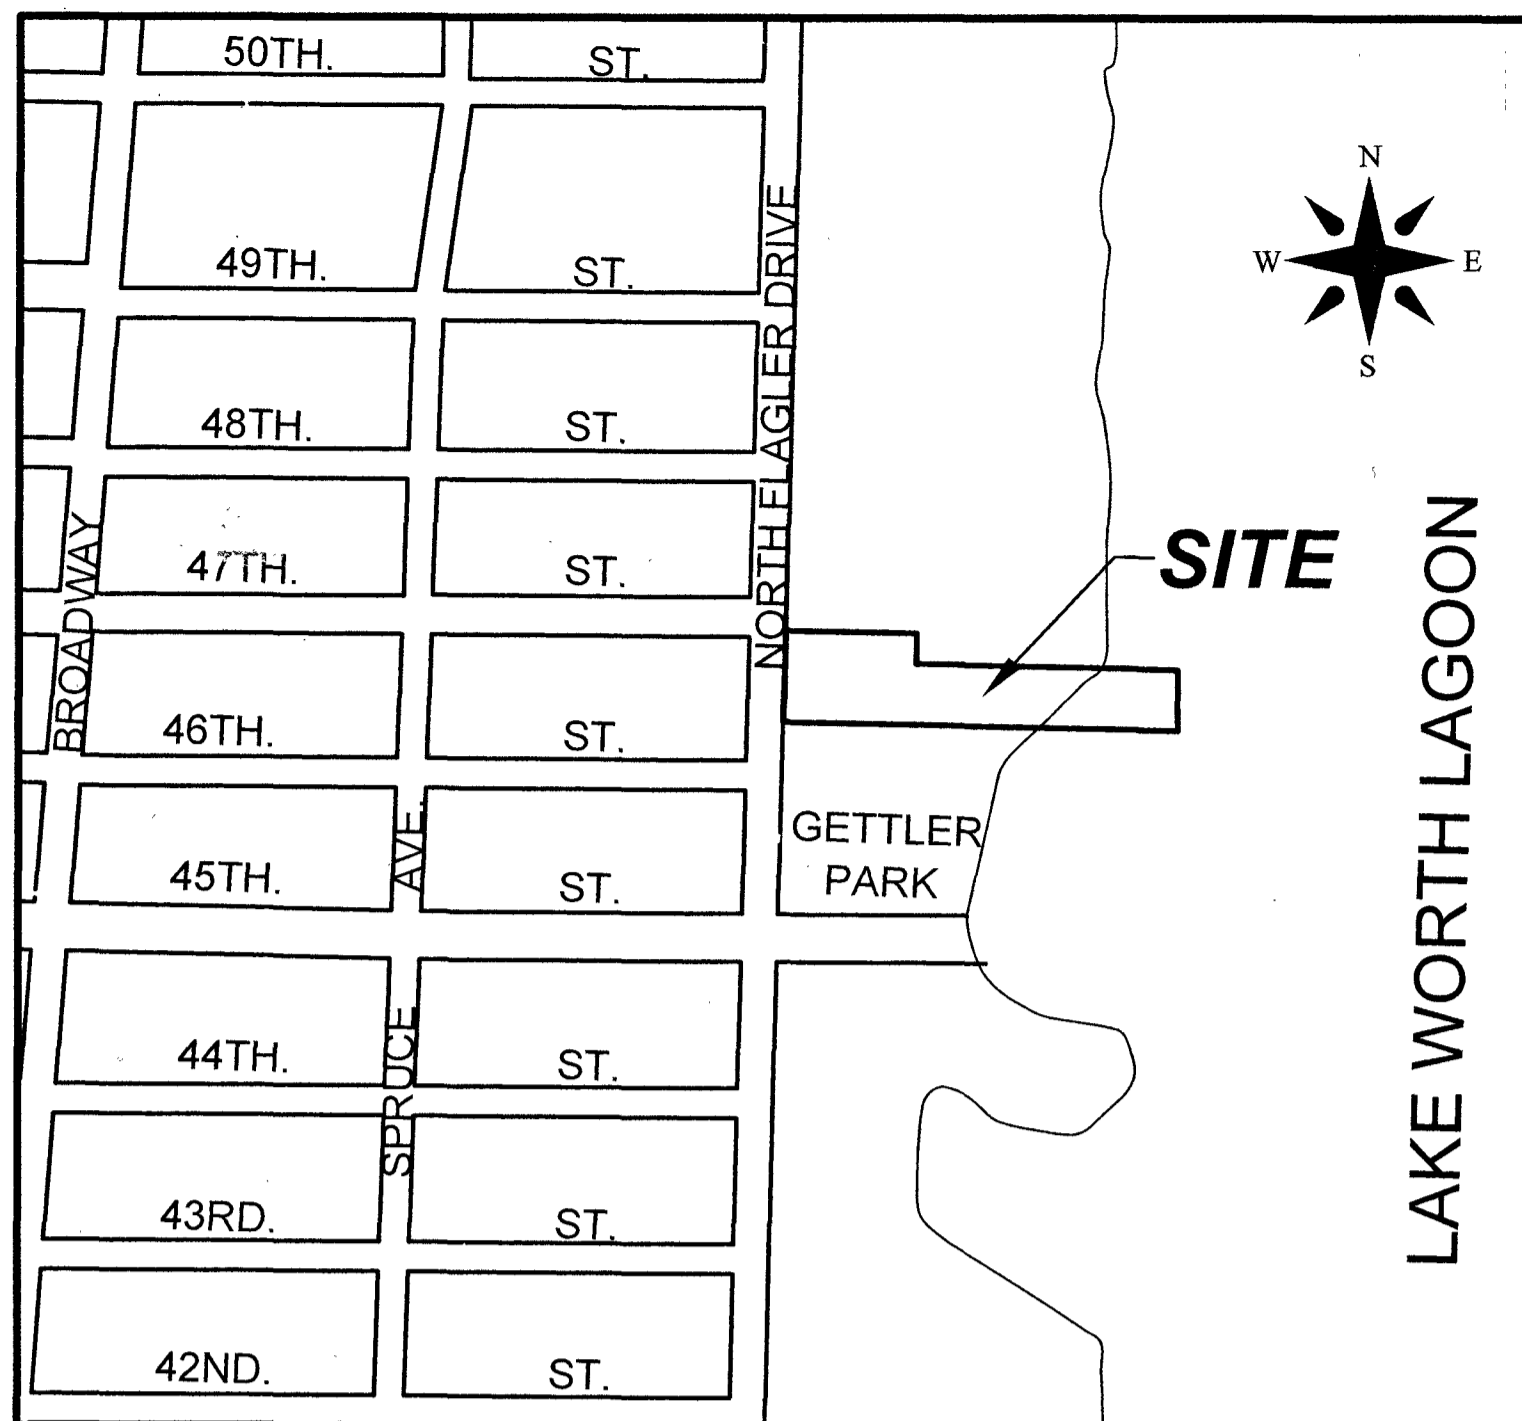 50TH. ST.
49TH. ST.
48TH. ST.
47TH. ST.
46TH. ST.
45TH. ST.
44TH. ST.
43RD. ST.
42ND. ST.
BROADWAY
SPRUCE AVE.
NORTH FLAGLER DRIVE
N
W E
S
SITE
GETTLER
PARK
LAKE WORTH LAGOON